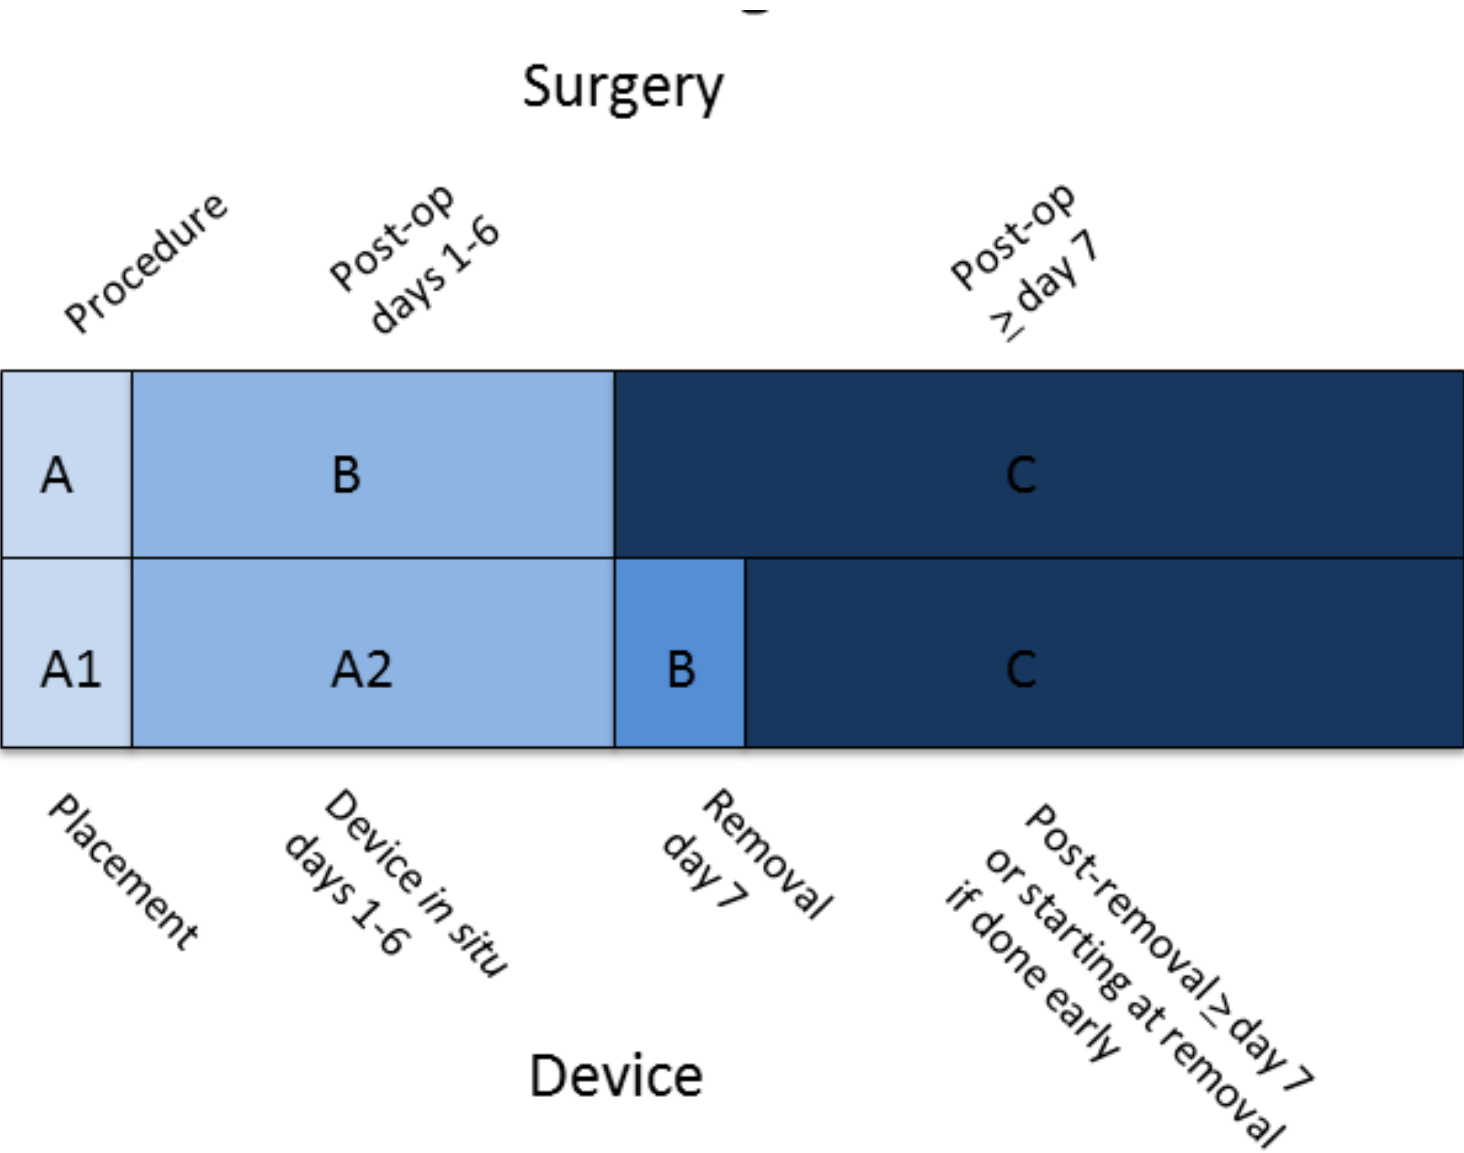 Surgery
Procedure
Post-op
days 1-6
Post-op
≥ day 7
A
B
C
A1
A2
B
C
Placement
Device in situ
days 1-6
Removal
day 7
Post-removal ≥ day 7
or starting at removal
if done early
Device